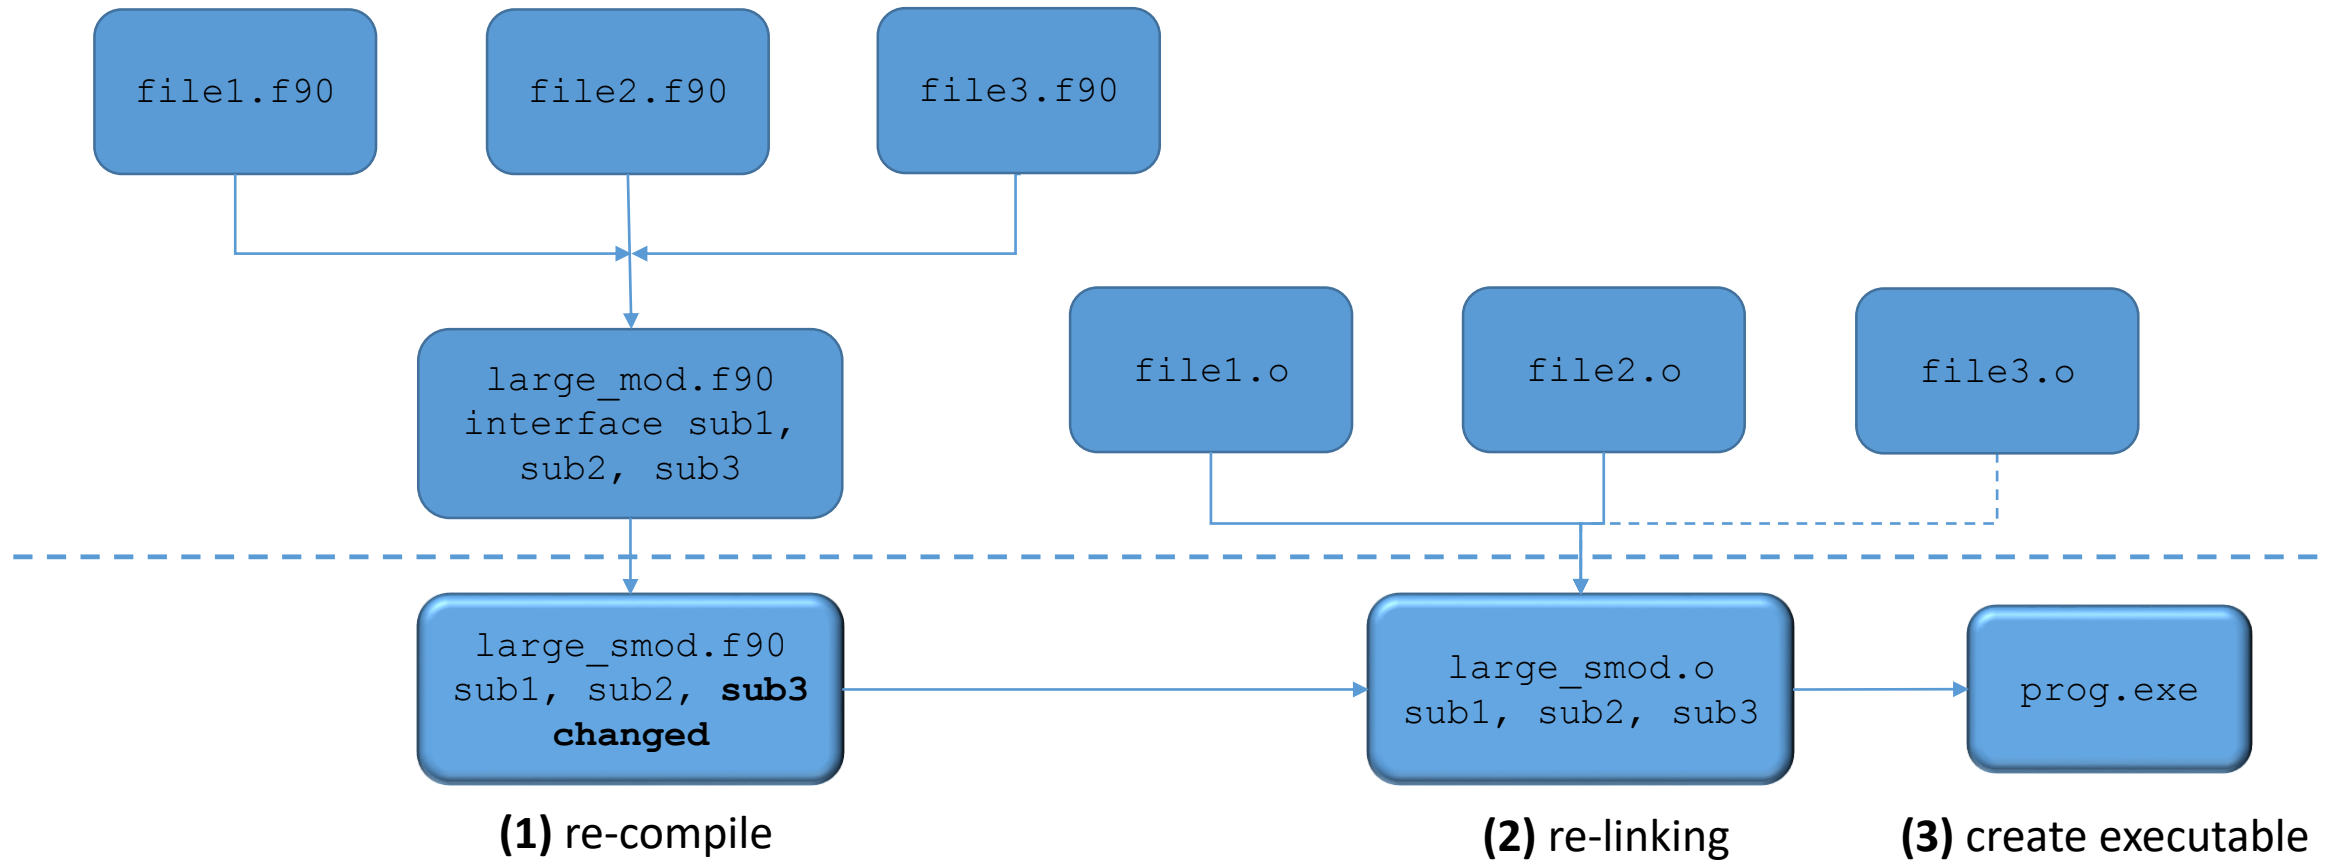 file1.f90
file2.f90
file3.f90
large_mod.f90
interface sub1,
sub2, sub3
file1.o
file2.o
file3.o
large_smod.f90
sub1, sub2, sub3
changed
large_smod.o
sub1, sub2, sub3
prog.exe
(1) re-compile
(2) re-linking
(3) create executable